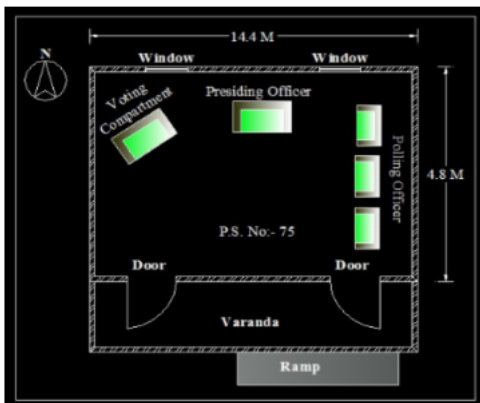 14.4 M
N
Window
Window
Voting
Compartment
Presiding Officer
Polling Officer
4.8 M
P.S. No:- 75
Door
Door
Varanda
Ramp